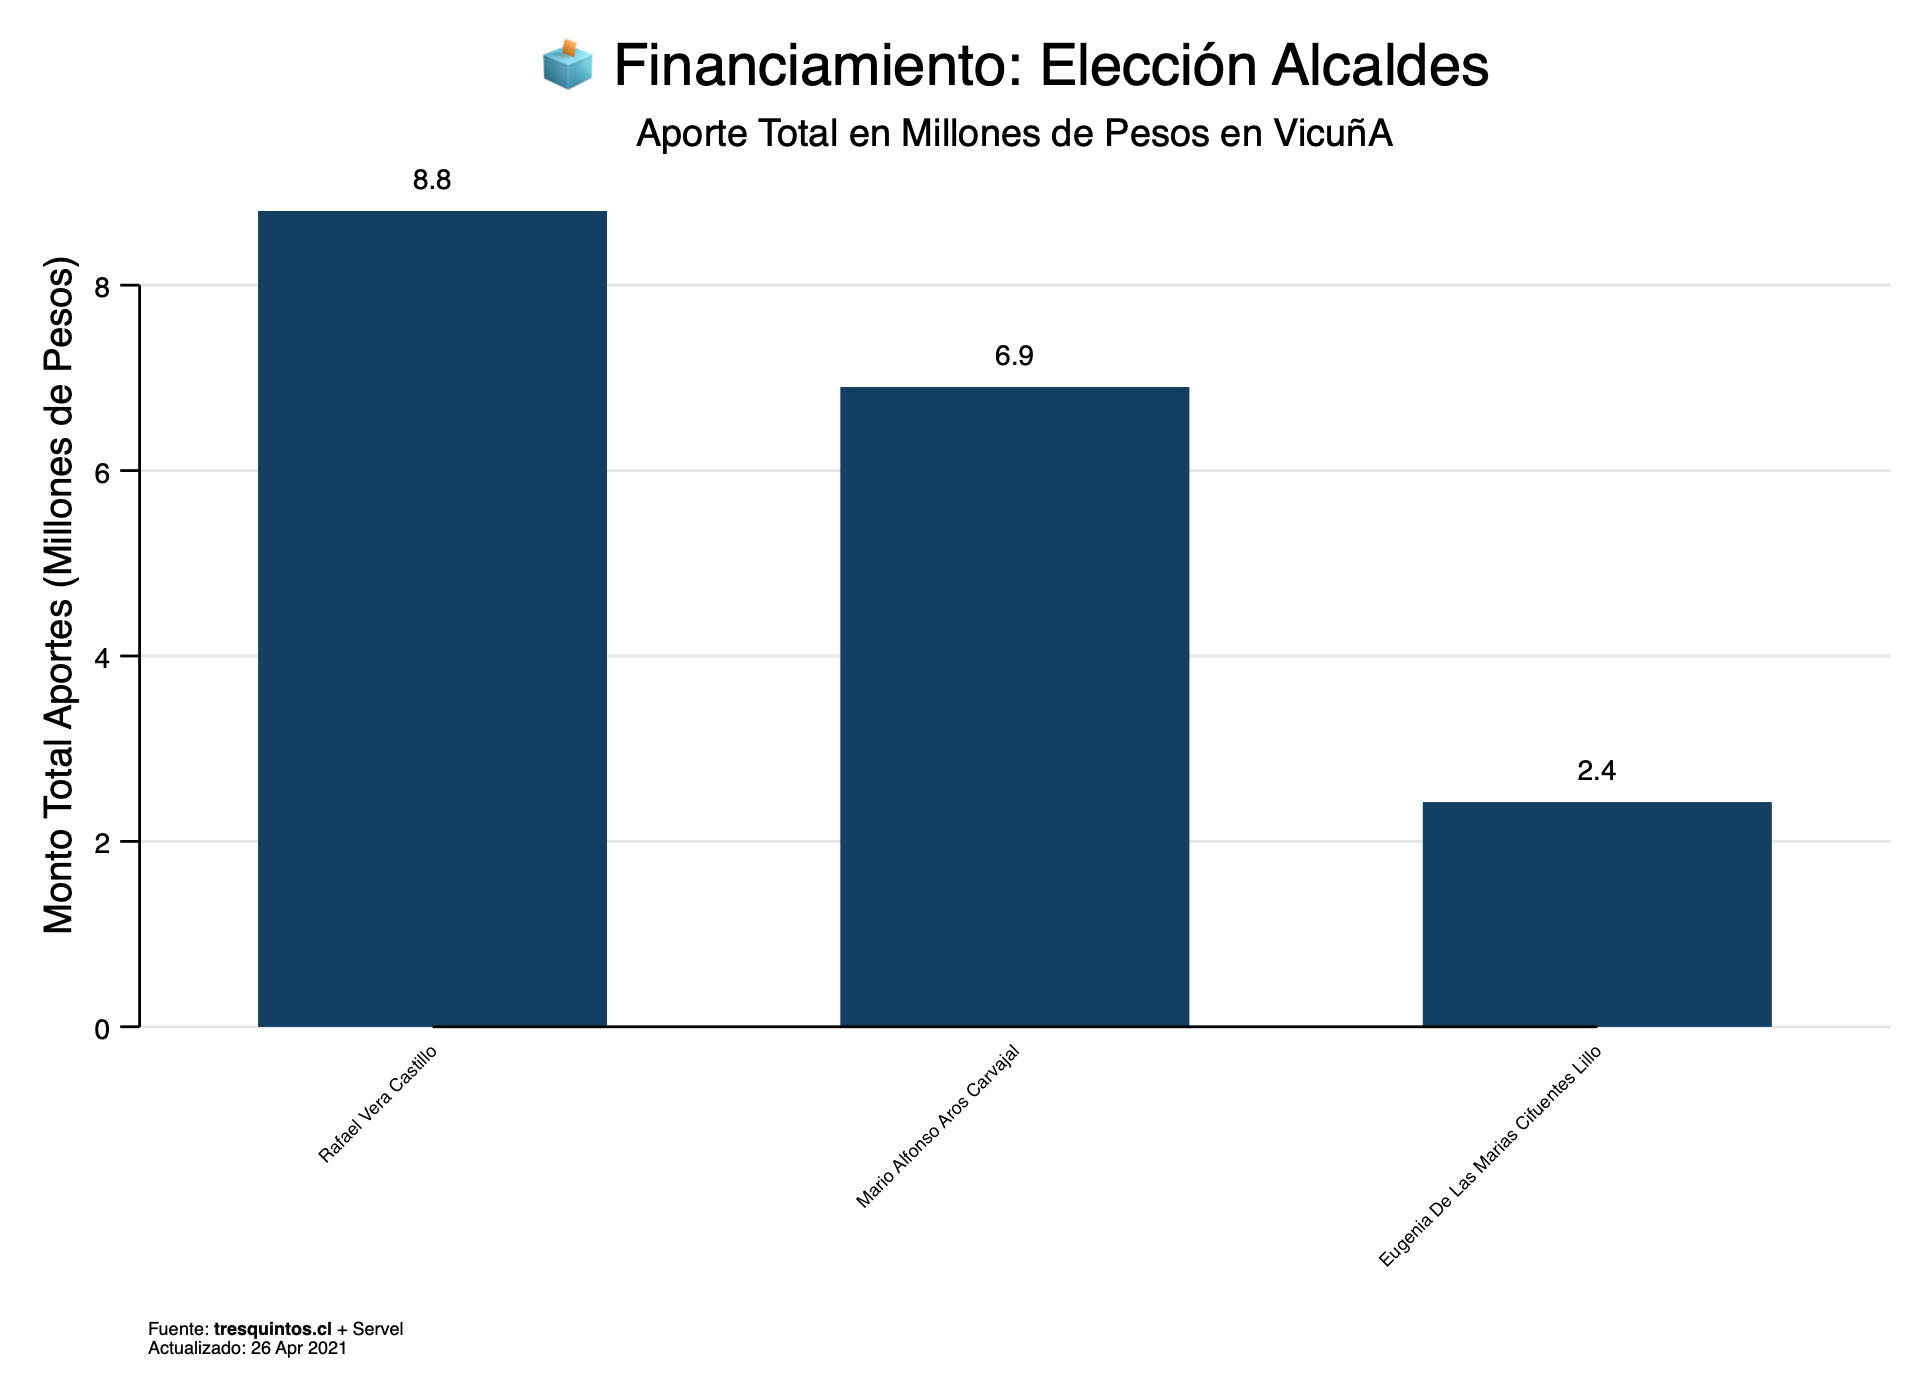 Financiamiento: Elección Alcaldes
Aporte Total en Millones de Pesos en VicuñA
Monto Total Aportes (Millones de Pesos)
8
6
4
2
0
8.8
6.9
2.4
Rafael Vera Castillo
Mario Alfonso Aros Carvajal
Eugenia De Las Marias Cifuentes Lillo
Fuente: tresquintos.cl + Servel
Actualizado: 26 Apr 2021